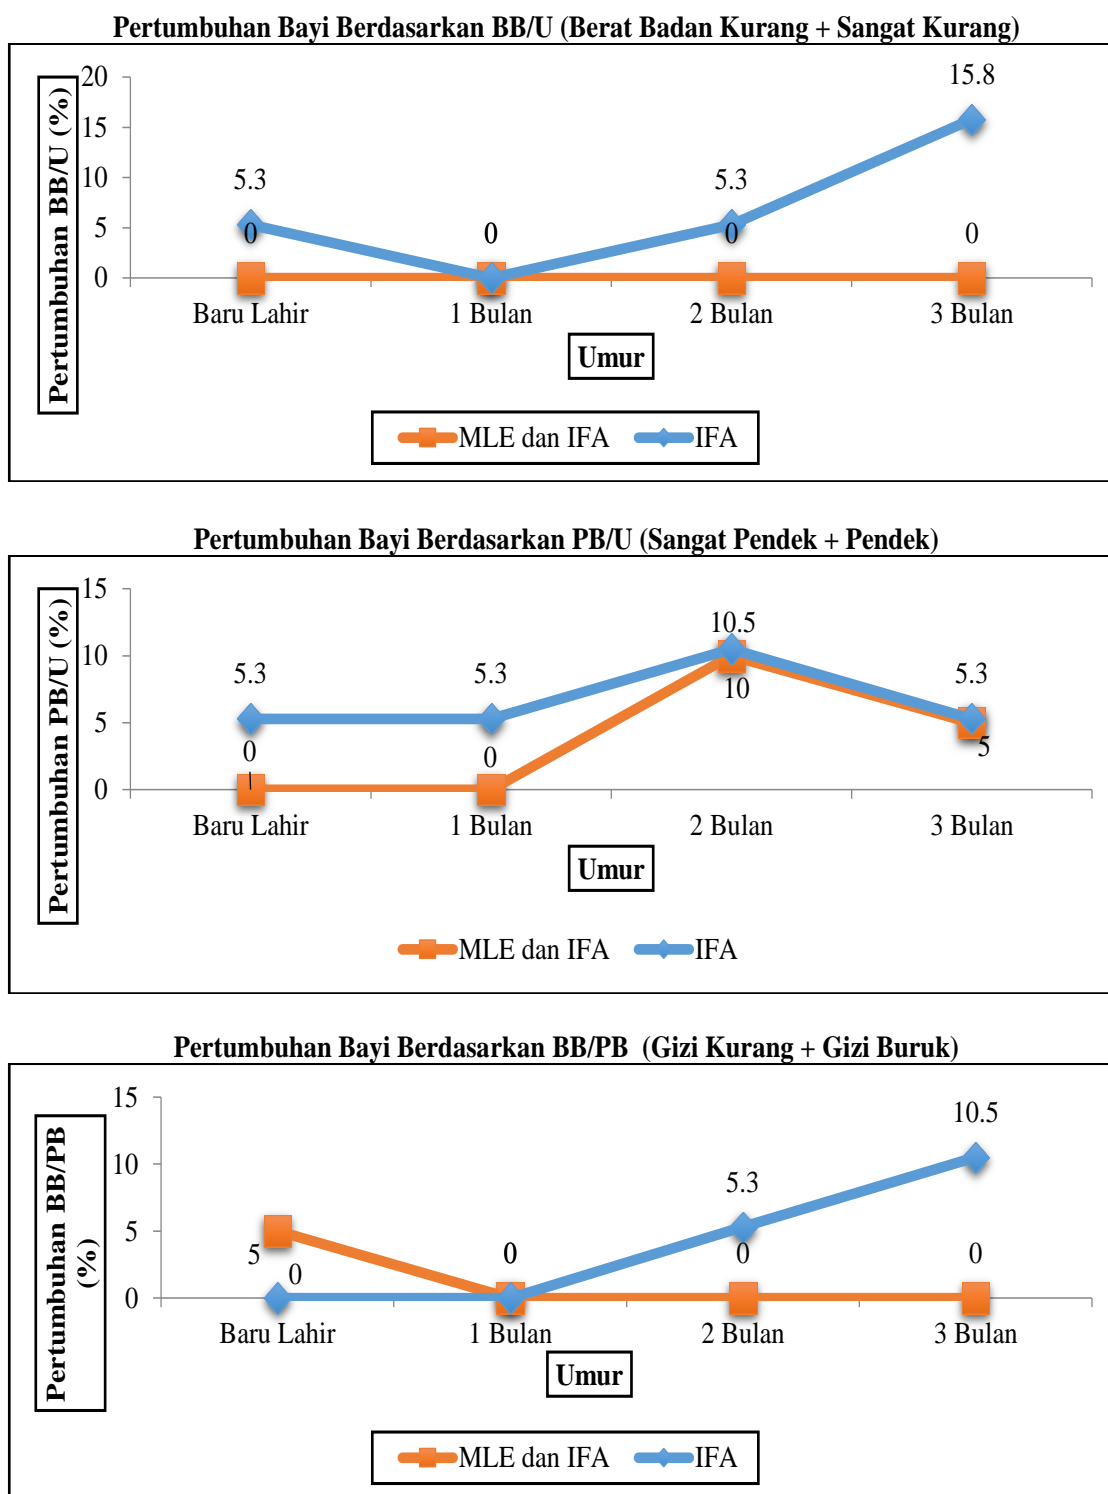 Pertumbuhan Bayi Berdasarkan BB/U (Berat Badan Kurang + Sangat Kurang)
Pertumbuhan BB/U (%)
20
15
10
5
0
5.3
0
0
5.3
0
15.8
0
Baru Lahir
1 Bulan
2 Bulan
3 Bulan
Umur
MLE dan IFA
IFA
Pertumbuhan Bayi Berdasarkan PB/U (Sangat Pendek + Pendek)
Pertumbuhan PB/U (%)
15
10
5
0
5.3
0
5.3
0
10.5
10
5.3
5
Baru Lahir
1 Bulan
2 Bulan
3 Bulan
Umur
MLE dan IFA
IFA
Pertumbuhan Bayi Berdasarkan BB/PB (Gizi Kurang + Gizi Buruk)
Pertumbuhan BB/PB
(%)
15
10
5
0
5
0
0
5.3
0
10.5
0
Baru Lahir
1 Bulan
2 Bulan
3 Bulan
Umur
MLE dan IFA
IFA